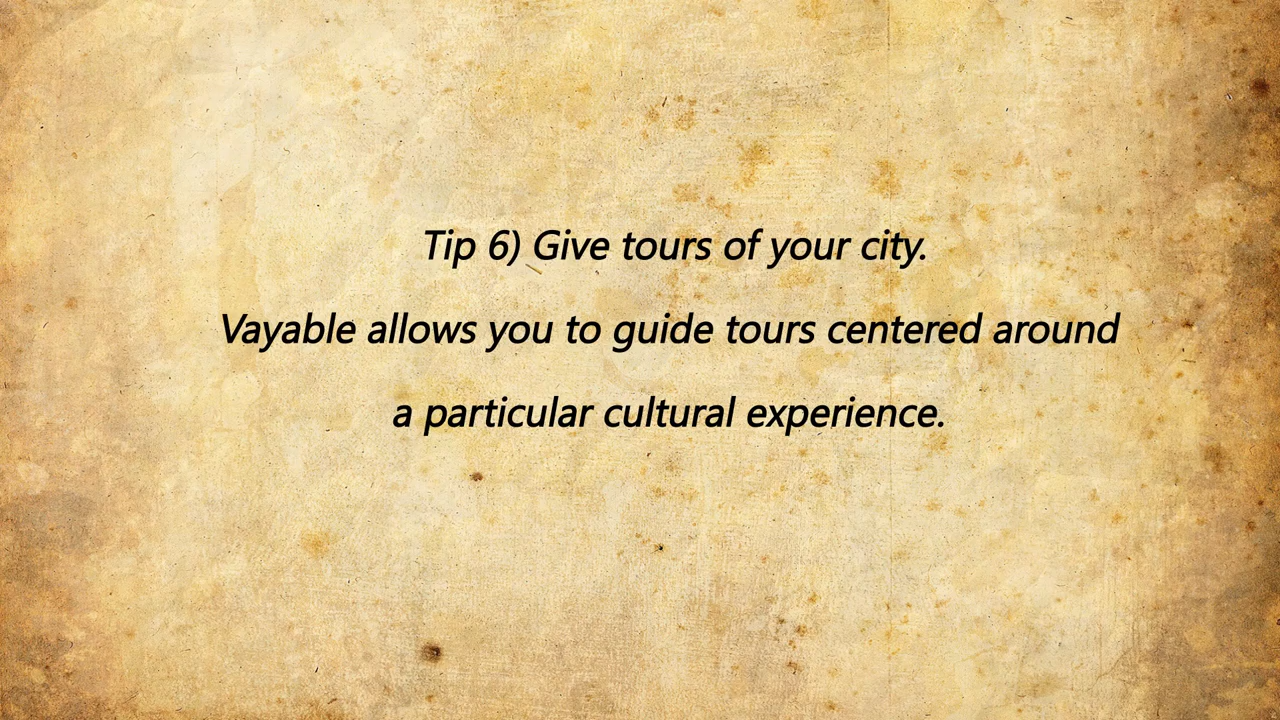 Tip 6) Give tours of your city.
Vayable allows you to guide tours centered around
a particular cultural experience.